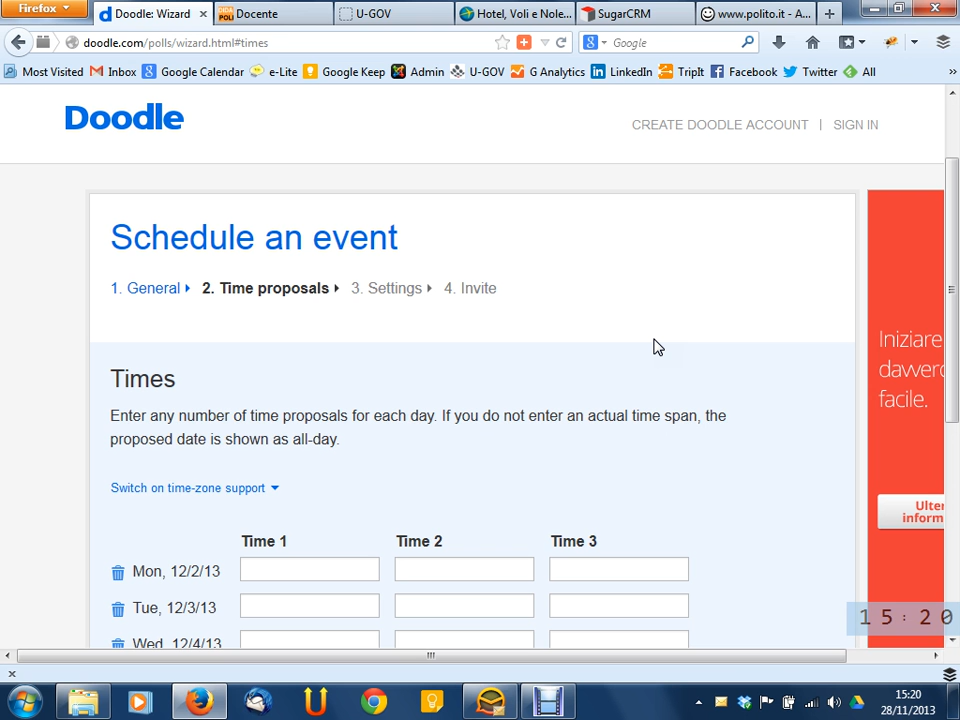 Firefox
Doodle: Wizard
Docente
U-GOV
Hotel, Voli e Nole...
SugarCRM
www.polito.it - A...
doodle.com/polls/wizard.html#times
Google
Most Visited
Inbox
Google Calendar
e-Lite
Google Keep
Admin
U-GOV
G Analytics
LinkedIn
TripIt
Facebook
Twitter
All
Doodle
CREATE DOODLE ACCOUNT | SIGN IN
Schedule an event
1. General
2. Time proposals
3. Settings
4. Invite
Iniziare
davverc
facile.
Times
Enter any number of time proposals for each day. If you do not enter an actual time span, the
proposed date is shown as all-day.
Switch on time-zone support
Ulter
inform
Time 1 Time 2 Time 3
Mon, 12/2/13
Tue, 12/3/13
Wed, 12/4/13
15:20
15:20
28/11/2013